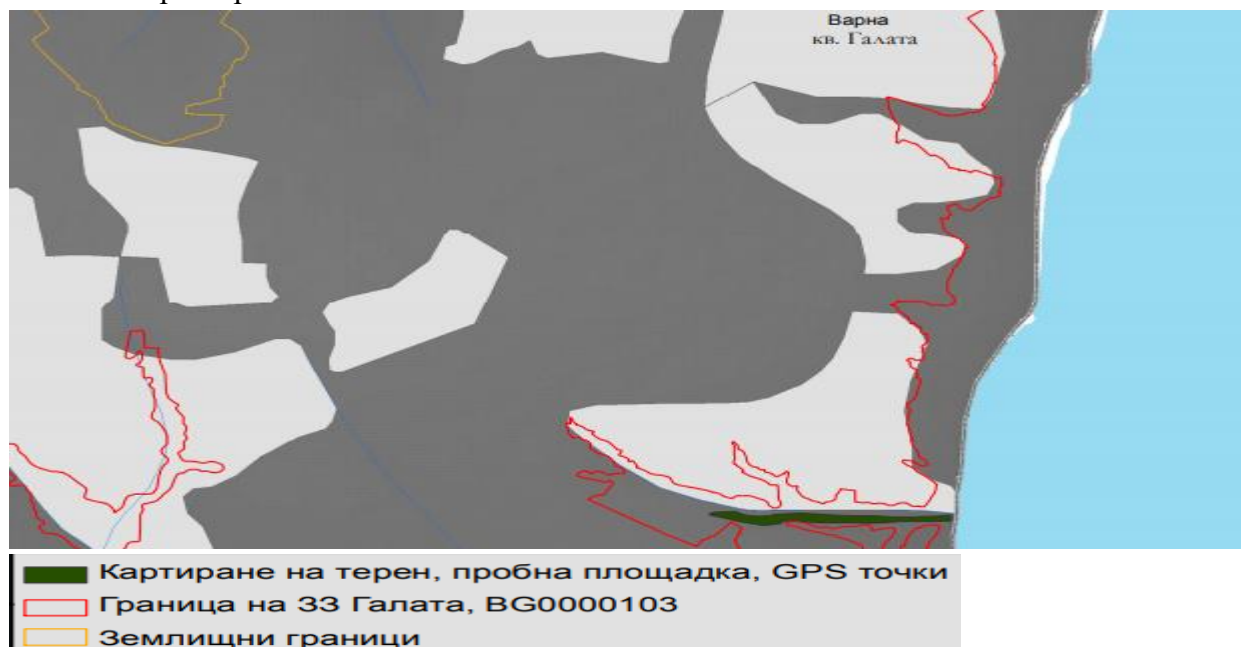 Варна
кв. Галата
Картиране на терен, пробна площадка, GPS точки
Граница на ЗЗ Галата, BG0000103
Землищни граници